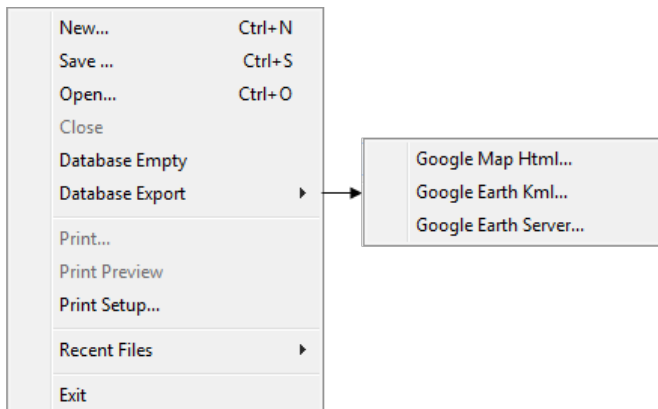 New... Ctrl+N
Save ... Ctrl+S
Open... Ctrl+O
Close
Database Empty
Database Export
Print...
Print Preview
Print Setup...
Recent Files
Exit
Google Map Html...
Google Earth Kml...
Google Earth Server...